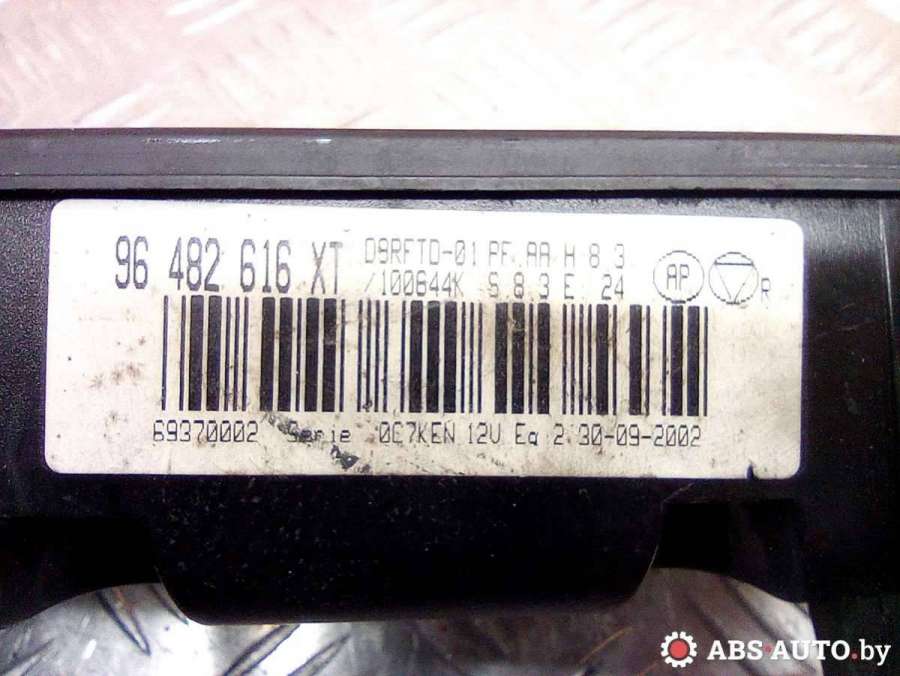 96 482 616 XT D9RFTD-01 PF.AA H 8 3
/100644K S 8 3 E 24 AP R
69370002 Serie 0C7KEN 12V Eq 2 30-09-2002
ABS-AUTO.by